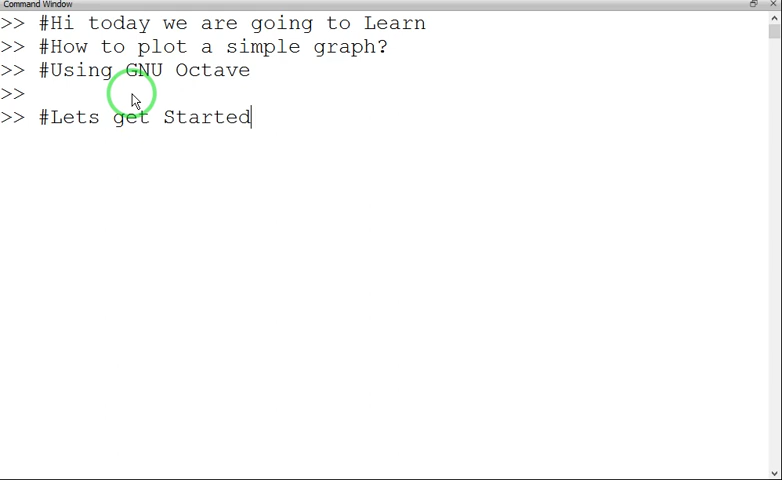 Command Window
>> #Hi today we are going to Learn
>> #How to plot a simple graph?
>> #Using GNU Octave
>>
>> #Lets get Started